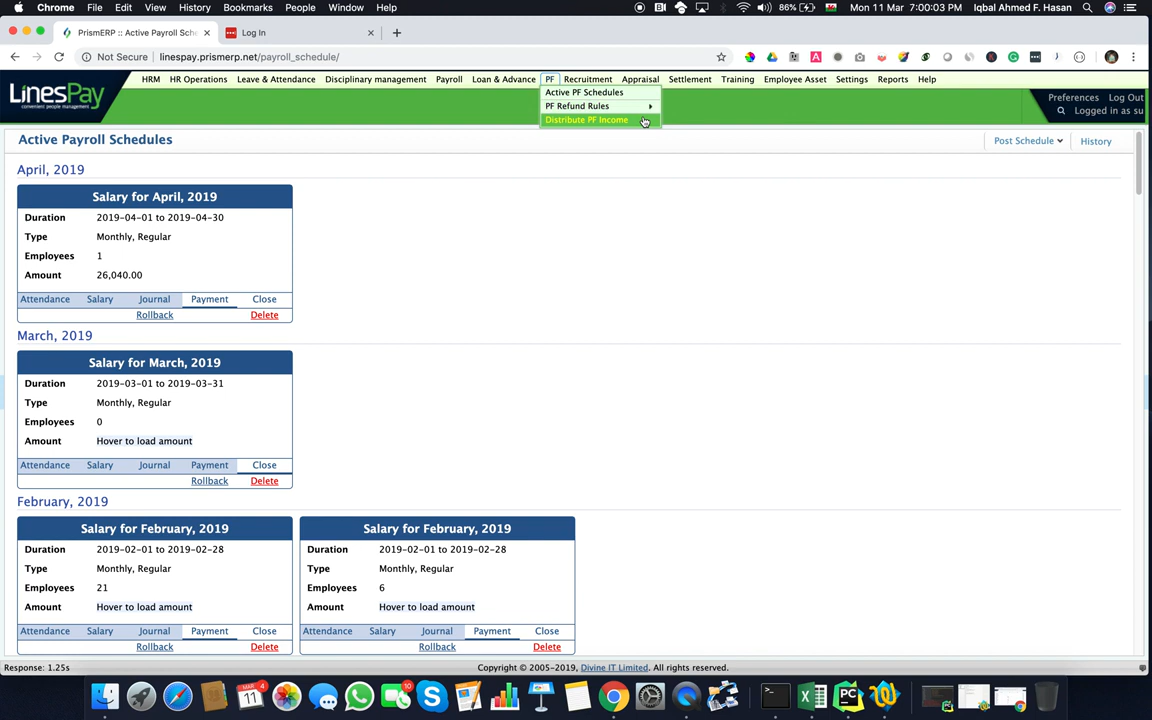 Chrome File Edit View History Bookmarks People Window Help 86% Mon 11 Mar 7:00:03 PM Iqbal Ahmed F. Hasan
PrismERP :: Active Payroll Sch Log In
Not Secure linespay.prismerp.net/payroll_schedule/
HRM HR Operations Leave & Attendance Disciplinary management Payroll Loan & Advance PF Recruitment Appraisal Settlement Training Employee Asset Settings Reports Help
LinesPay
convenient people management
Active PF Schedules
PF Refund Rules
Distribute PF Income
Preferences Log Out
Logged in as su
Active Payroll Schedules
Post Schedule History
April, 2019
Salary for April, 2019
Duration 2019-04-01 to 2019-04-30
Type Monthly, Regular
Employees 1
Amount 26,040.00
Attendance Salary Journal Payment Close
Rollback Delete
March, 2019
Salary for March, 2019
Duration 2019-03-01 to 2019-03-31
Type Monthly, Regular
Employees 0
Amount Hover to load amount
Attendance Salary Journal Payment Close
Rollback Delete
February, 2019
Salary for February, 2019 Salary for February, 2019
Duration 2019-02-01 to 2019-02-28 Duration 2019-02-01 to 2019-02-28
Type Monthly, Regular Type Monthly, Regular
Employees 21 Employees 6
Amount Hover to load amount Amount Hover to load amount
Attendance Salary Journal Payment Close Attendance Salary Journal Payment Close
Rollback Delete Rollback Delete
Response: 1.25s Copyright © 2005-2019, Divine IT Limited. All rights reserved.
MAR
11
4
10
PC